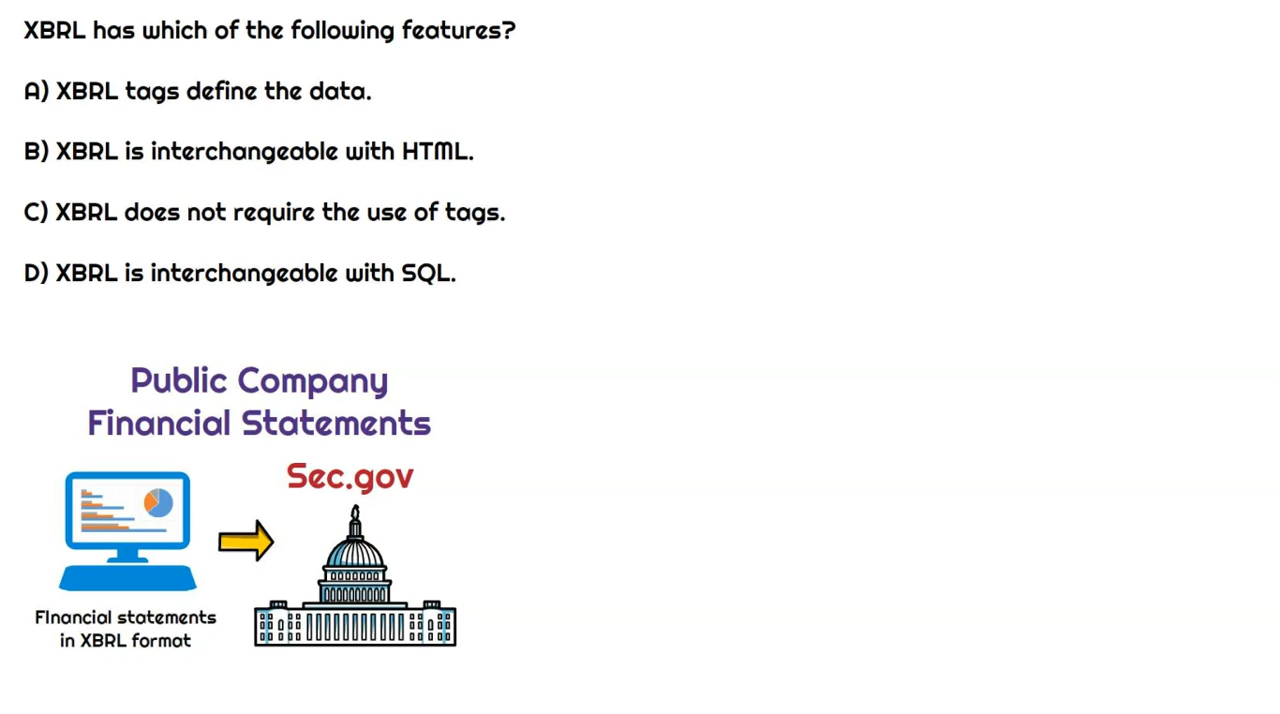 XBRL has which of the following features?
A) XBRL tags define the data.
B) XBRL is interchangeable with HTML.
C) XBRL does not require the use of tags.
D) XBRL is interchangeable with SQL.
Public Company
Financial Statements
Sec.gov
FInancial statements
in XBRL format